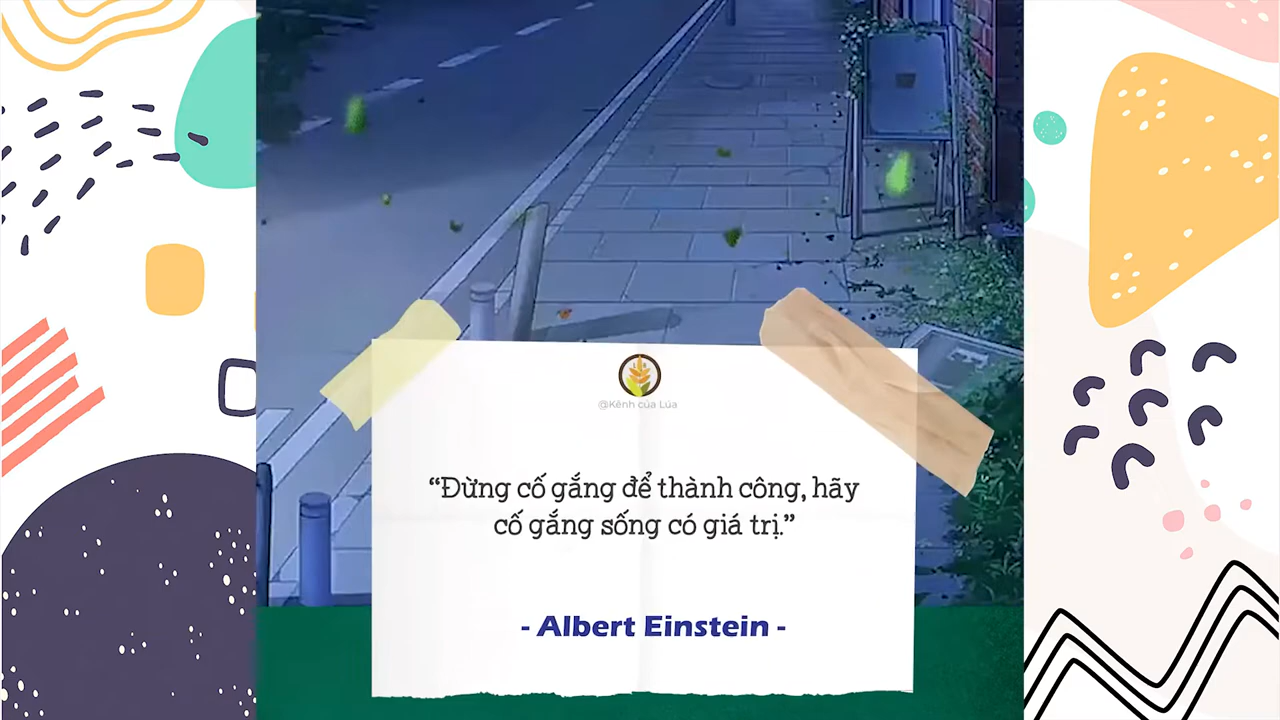 @Kênh của Lúa
“Đừng cố gắng để thành công, hãy
cố gắng sống có giá trị.”
- Albert Einstein -